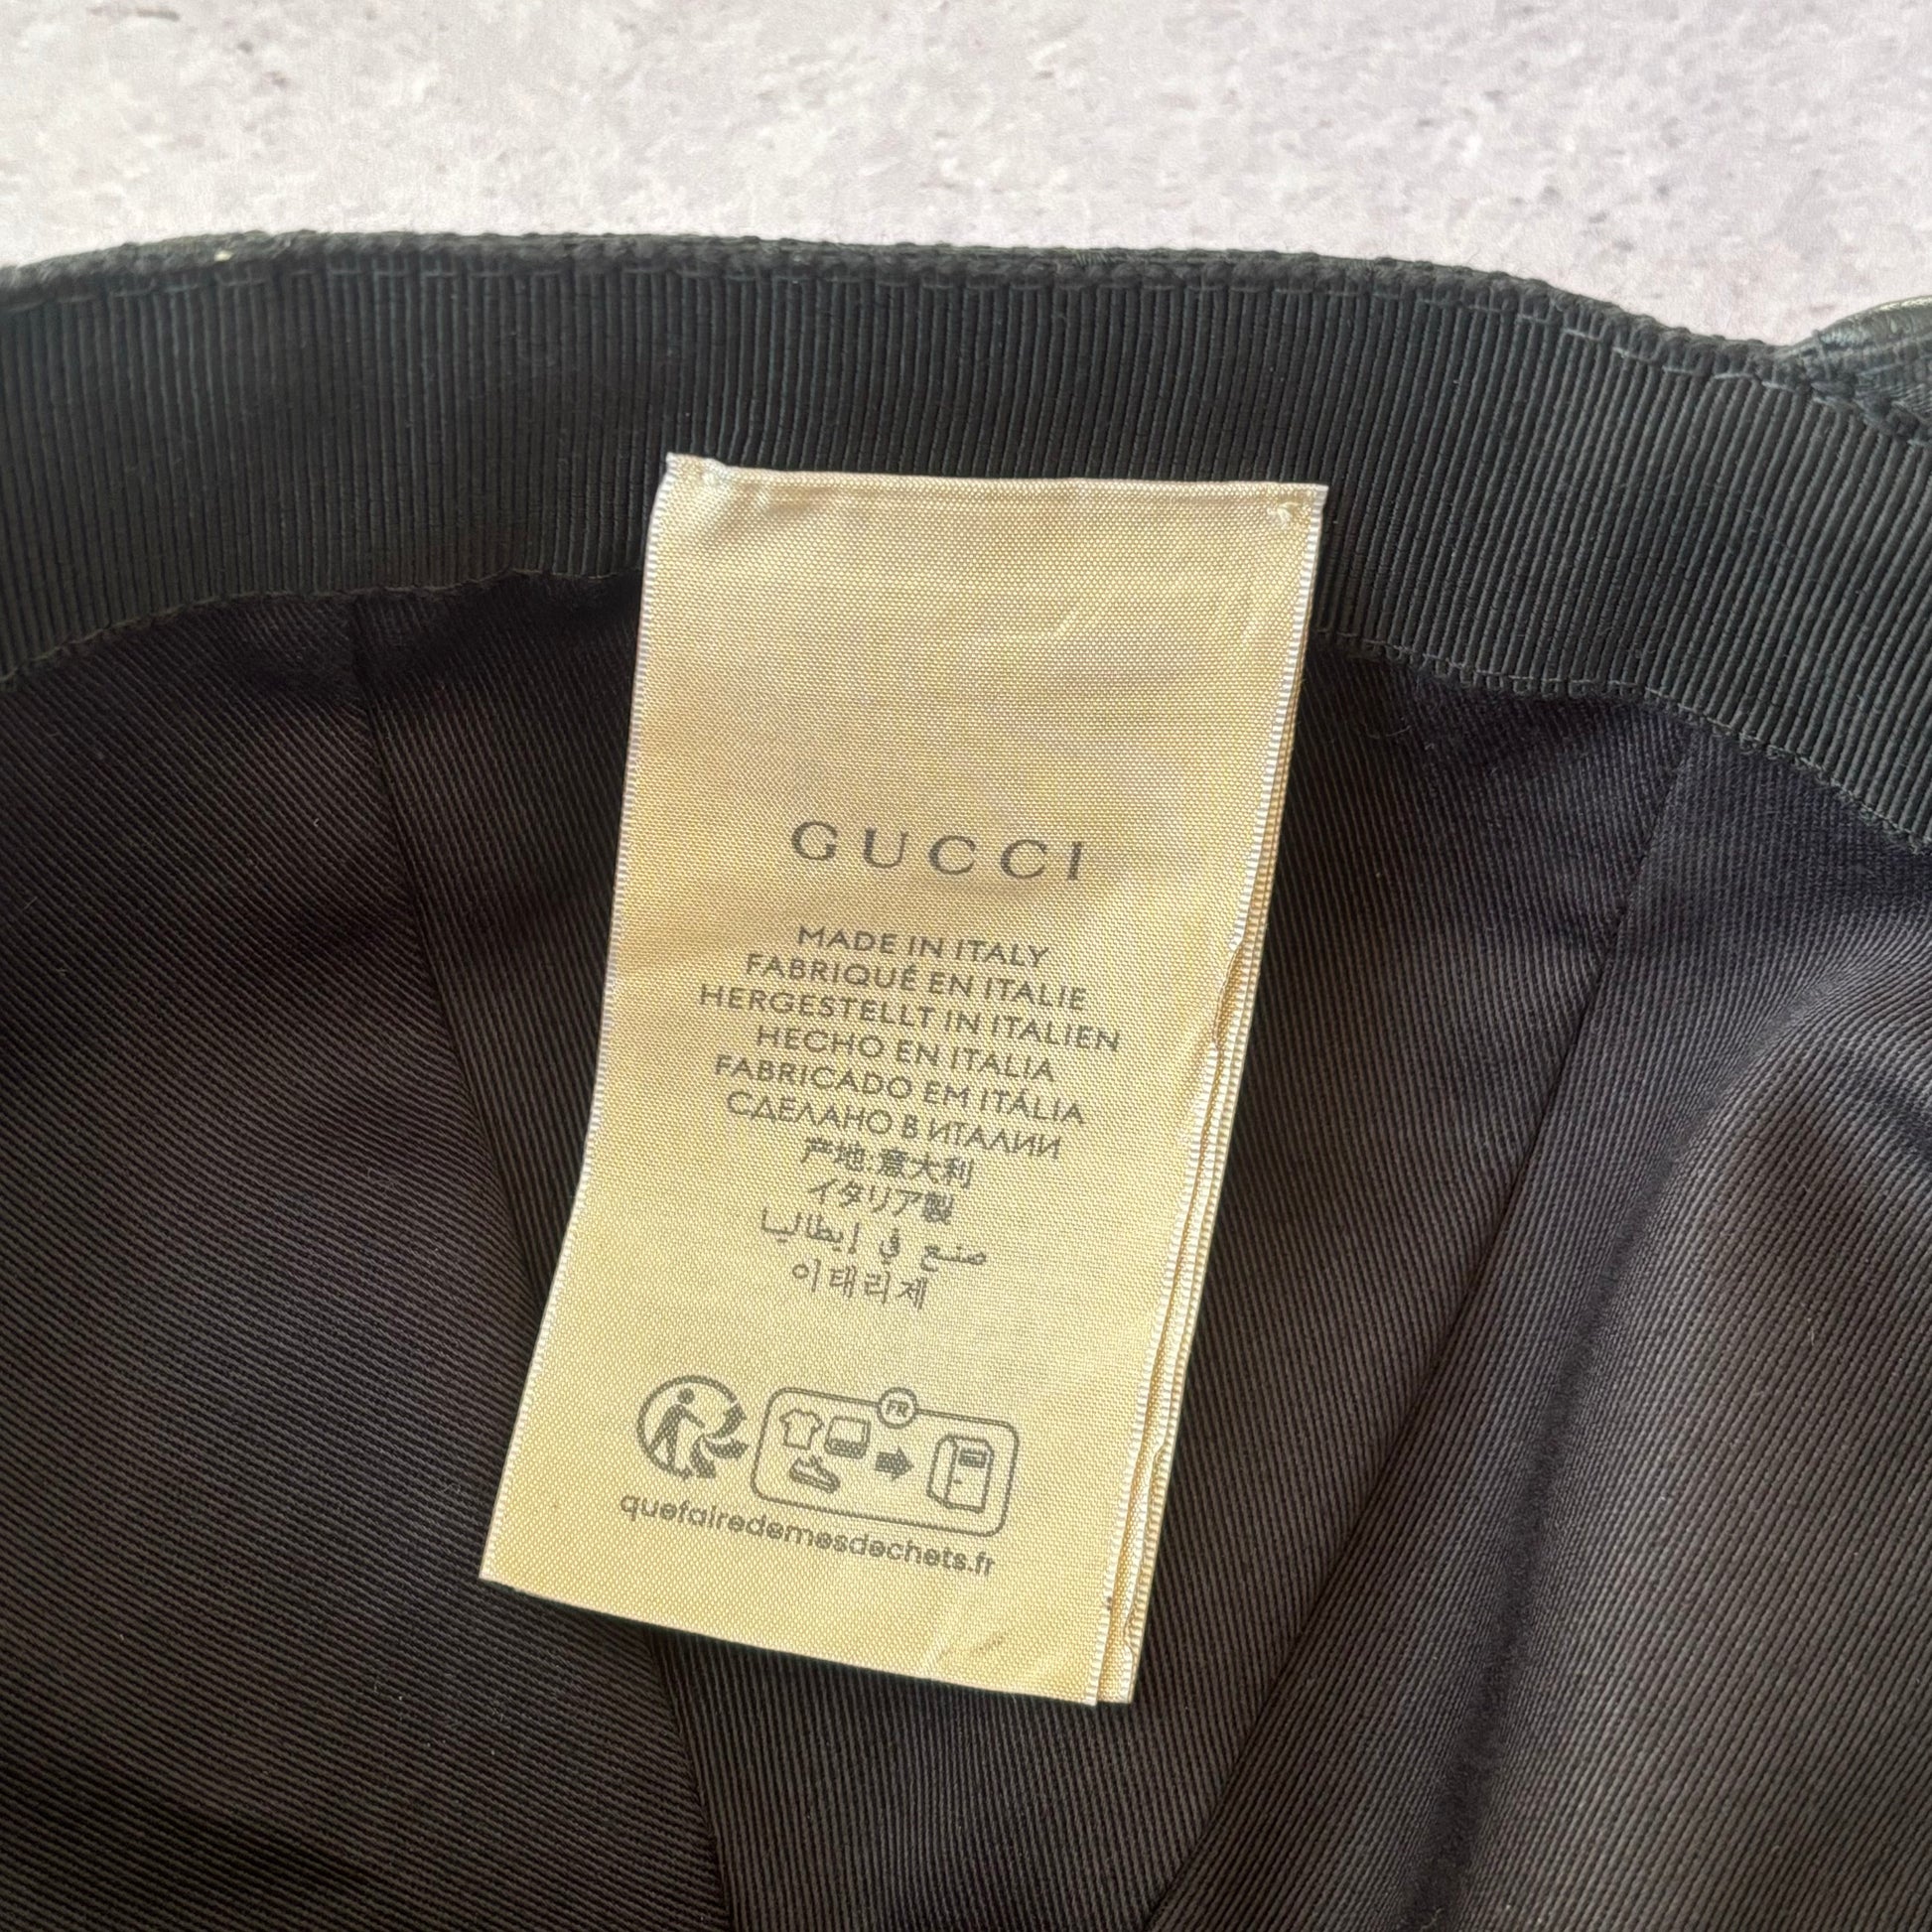 GUCCI
MADE IN ITALY
FABRIQUÉ EN ITALIE
HERGESTELLT IN ITALIEN
HECHO EN ITALIA
FABRICADO EM ITÁLIA
СДЕЛАНО В ИТАЛИИ
产地:意大利
イタリア製
صنع في إيطاليا
이태리제
FR
quefairedemesdechets.fr